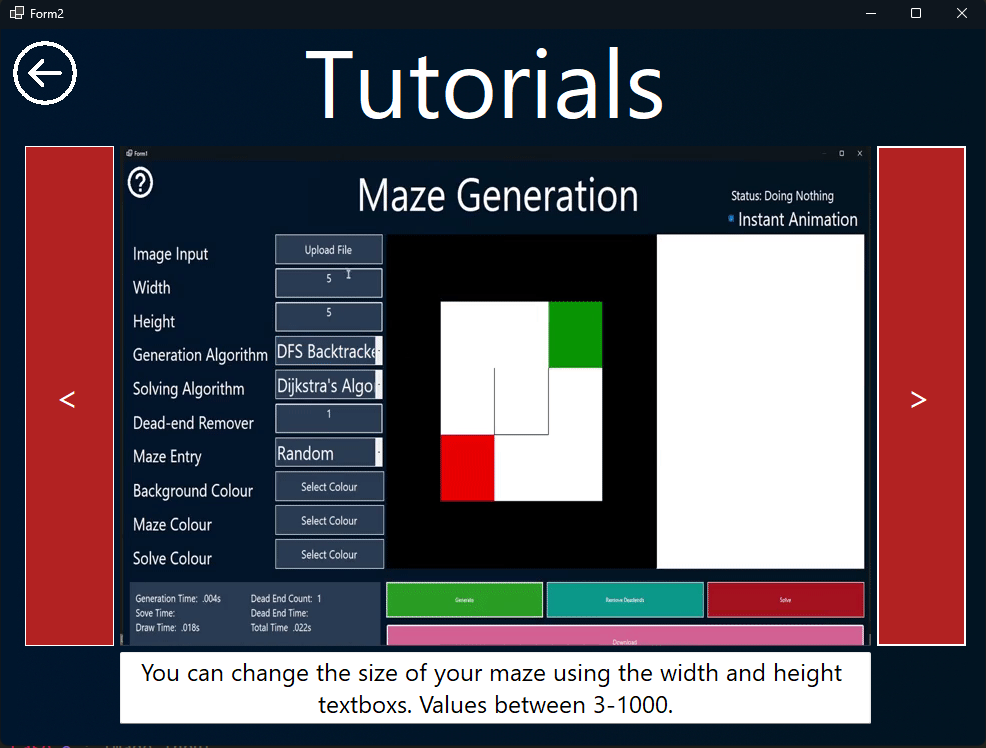 Form2
Tutorials
Form1
?
Maze Generation
Status: Doing Nothing
Instant Animation
Image Input
Upload File
Width
5
Height
5
Generation Algorithm
DFS Backtracke
Solving Algorithm
Dijkstra's Algo
Dead-end Remover
1
Maze Entry
Random
Background Colour
Select Colour
Maze Colour
Select Colour
Solve Colour
Select Colour
Generation Time: .004s
Dead End Count: 1
Sove Time:
Dead End Time:
Draw Time: .018s
Total Time .022s
Generate
Remove Deadends
Solve
Download
<
>
You can change the size of your maze using the width and height
textboxs. Values between 3-1000.